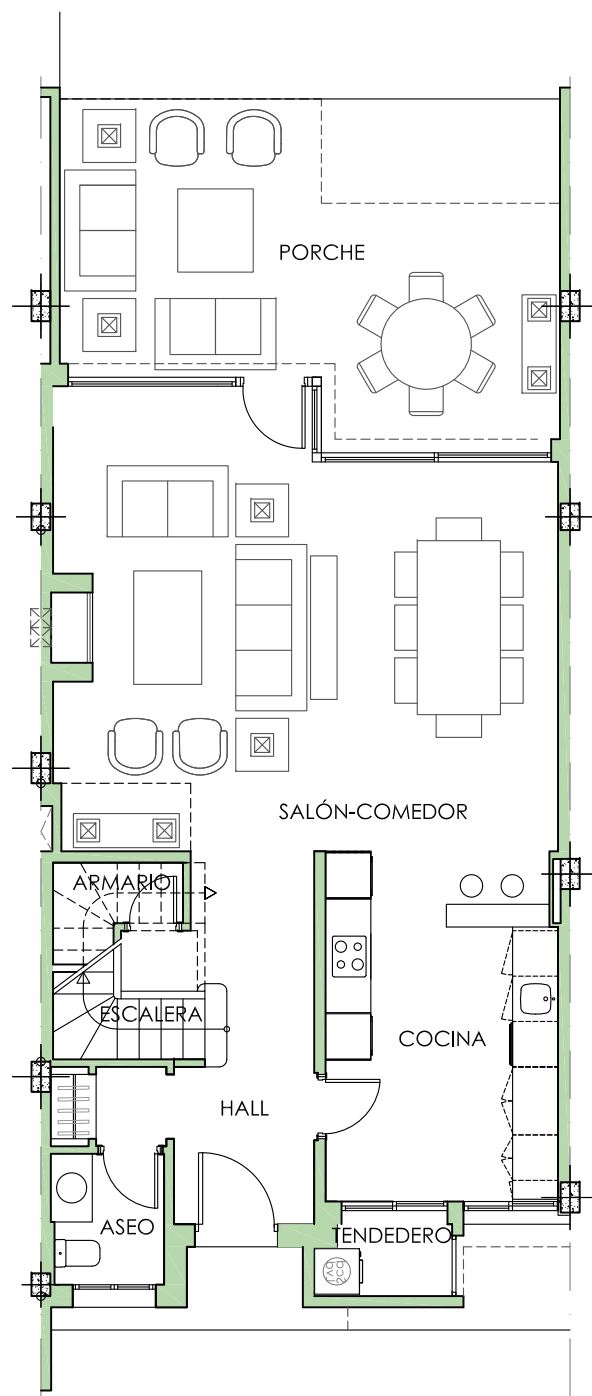 PORCHE
SALÓN-COMEDOR
ARMARIO
ESCALERA
COCINA
HALL
ASEO
TENDEDERO